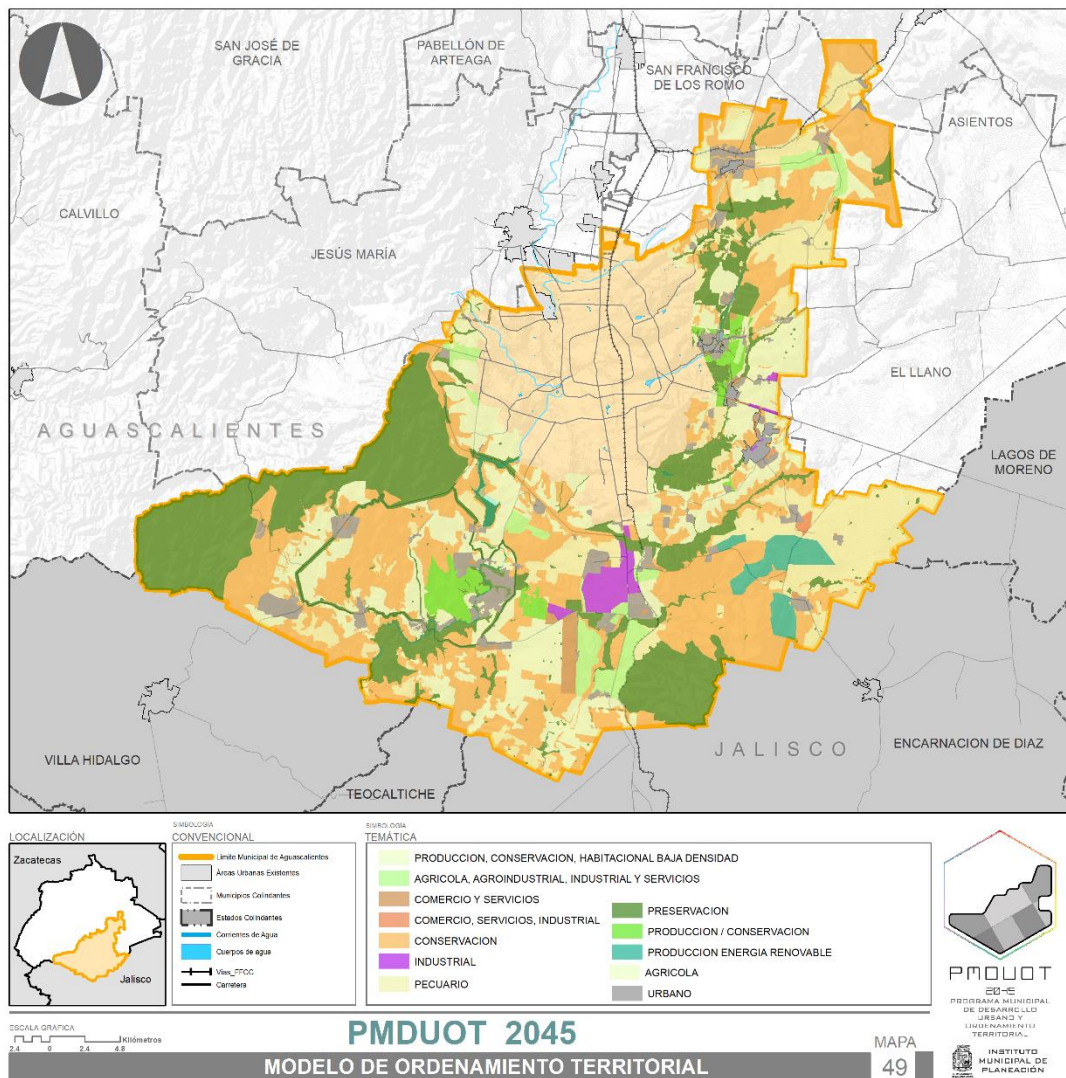 SAN JOSÉ DE
GRACIA
PABELLÓN DE
ARTEAGA
SAN FRANCISCO
DE LOS ROMO
ASIENTOS
CALVILLO
JESÚS MARÍA
EL LLANO
AGUASCALIENTES
LAGOS DE
MORENO
JALISCO
ENCARNACION DE DIAZ
VILLA HIDALGO
TEOCALTICHE
LOCALIZACIÓN
Zacatecas
Jalisco
SIMBOLOGÍA
CONVENCIONAL
Límite Municipal de Aguascalientes
Áreas Urbanas Existentes
Municipios Colindantes
Estados Colindantes
Corrientes de Agua
Cuerpos de agua
Vías_FFCC
Carretera
SIMBOLOGÍA
TEMÁTICA
PRODUCCION, CONSERVACION, HABITACIONAL BAJA DENSIDAD
AGRICOLA, AGROINDUSTRIAL, INDUSTRIAL Y SERVICIOS
COMERCIO Y SERVICIOS
COMERCIO, SERVICIOS, INDUSTRIAL
CONSERVACION
INDUSTRIAL
PECUARIO
PRESERVACION
PRODUCCION / CONSERVACION
PRODUCCION ENERGIA RENOVABLE
AGRICOLA
URBANO
PMDUOT
2045
PROGRAMA MUNICIPAL
DE DESARROLLO
URBANO Y
ORDENAMIENTO
TERRITORIAL
INSTITUTO
MUNICIPAL DE
PLANEACIÓN
ESCALA GRÁFICA
2.4 0 2.4 4.8 Kilómetros
PMDUOT 2045
MODELO DE ORDENAMIENTO TERRITORIAL
MAPA
49